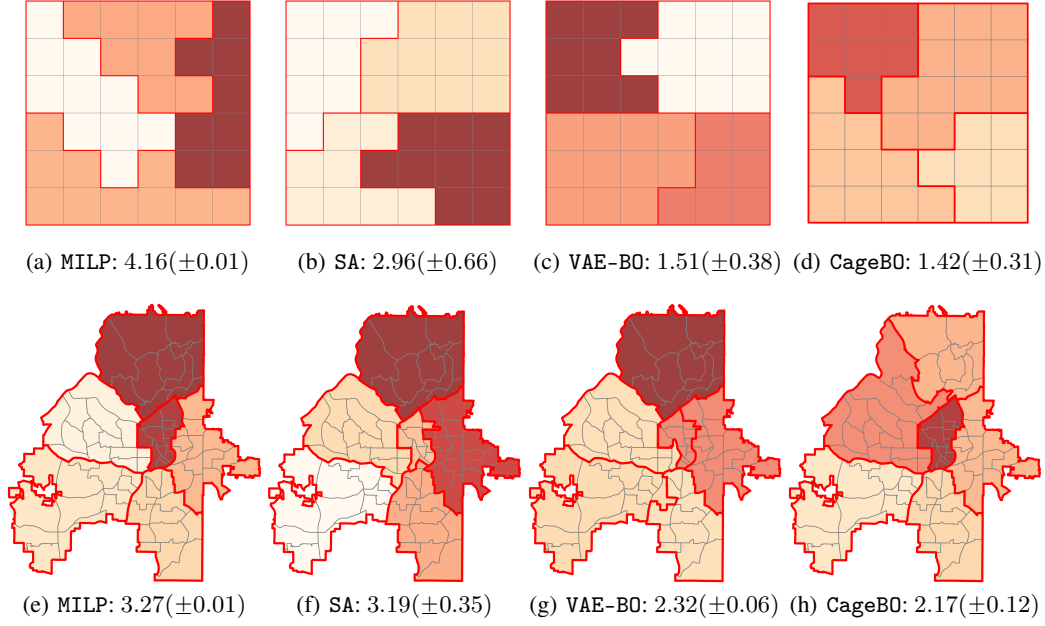 (a) MILP: 4.16(±0.01)
(b) SA: 2.96(±0.66)
(c) VAE-BO: 1.51(±0.38)
(d) CageBO: 1.42(±0.31)
(e) MILP: 3.27(±0.01)
(f) SA: 3.19(±0.35)
(g) VAE-BO: 2.32(±0.06)
(h) CageBO: 2.17(±0.12)